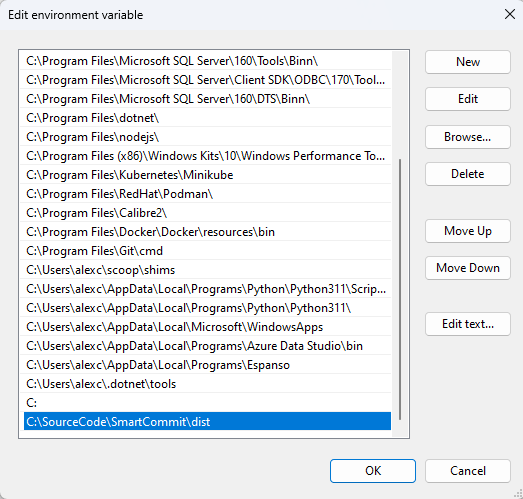 Edit environment variable
C:\Program Files\Microsoft SQL Server\160\Tools\Binn\
C:\Program Files\Microsoft SQL Server\Client SDK\ODBC\170\Tool...
C:\Program Files\Microsoft SQL Server\160\DTS\Binn\
C:\Program Files\dotnet\
C:\Program Files\nodejs\
C:\Program Files (x86)\Windows Kits\10\Windows Performance To...
C:\Program Files\Kubernetes\Minikube
C:\Program Files\RedHat\Podman\
C:\Program Files\Calibre2\
C:\Program Files\Docker\Docker\resources\bin
C:\Program Files\Git\cmd
C:\Users\alexc\scoop\shims
C:\Users\alexc\AppData\Local\Programs\Python\Python311\Scrip...
C:\Users\alexc\AppData\Local\Programs\Python\Python311\
C:\Users\alexc\AppData\Local\Microsoft\WindowsApps
C:\Users\alexc\AppData\Local\Programs\Azure Data Studio\bin
C:\Users\alexc\AppData\Local\Programs\Espanso
C:\Users\alexc\.dotnet\tools
C:
C:\SourceCode\SmartCommit\dist
New
Edit
Browse...
Delete
Move Up
Move Down
Edit text...
OK
Cancel